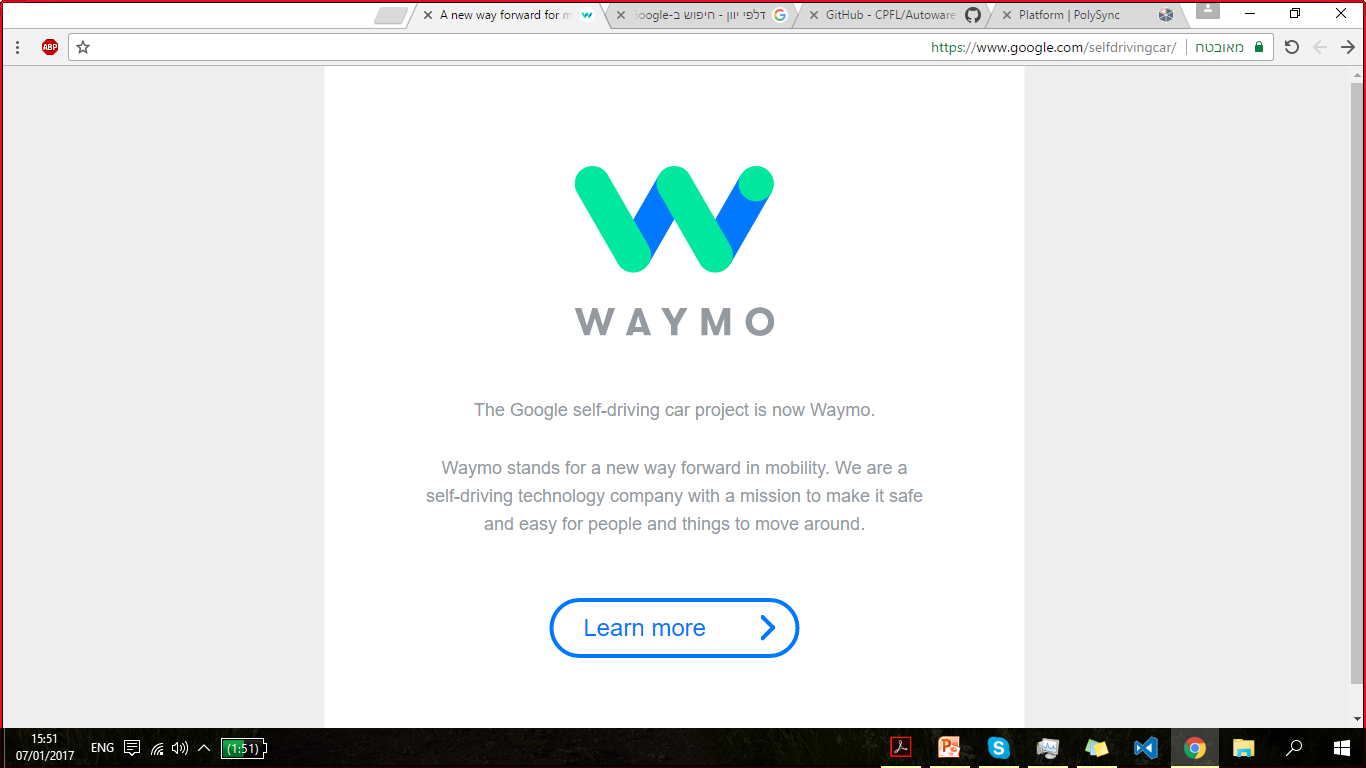 A new way forward for m
דלפי יוון - חיפוש ב-Google
GitHub - CPFL/Autoware
Platform | PolySync
ABP
https://www.google.com/selfdrivingcar/
מאובטח
WAYMO
The Google self-driving car project is now Waymo.
Waymo stands for a new way forward in mobility. We are a
self-driving technology company with a mission to make it safe
and easy for people and things to move around.
Learn more
15:51
07/01/2017
ENG
(1:51)